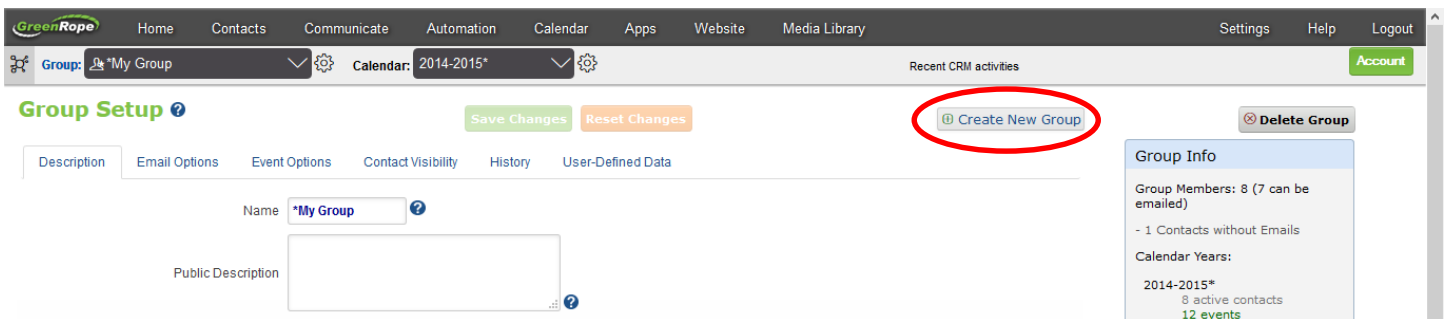 GreenRope Home Contacts Communicate Automation Calendar Apps Website Media Library Settings Help Logout
Group: *My Group Calendar: 2014-2015* Recent CRM activities Account
Group Setup ? Save Changes Reset Changes Create New Group Delete Group
Description Email Options Event Options Contact Visibility History User-Defined Data
Name *My Group ?
Public Description ?
Group Info
Group Members: 8 (7 can be
emailed)
- 1 Contacts without Emails
Calendar Years:
2014-2015*
8 active contacts
12 events